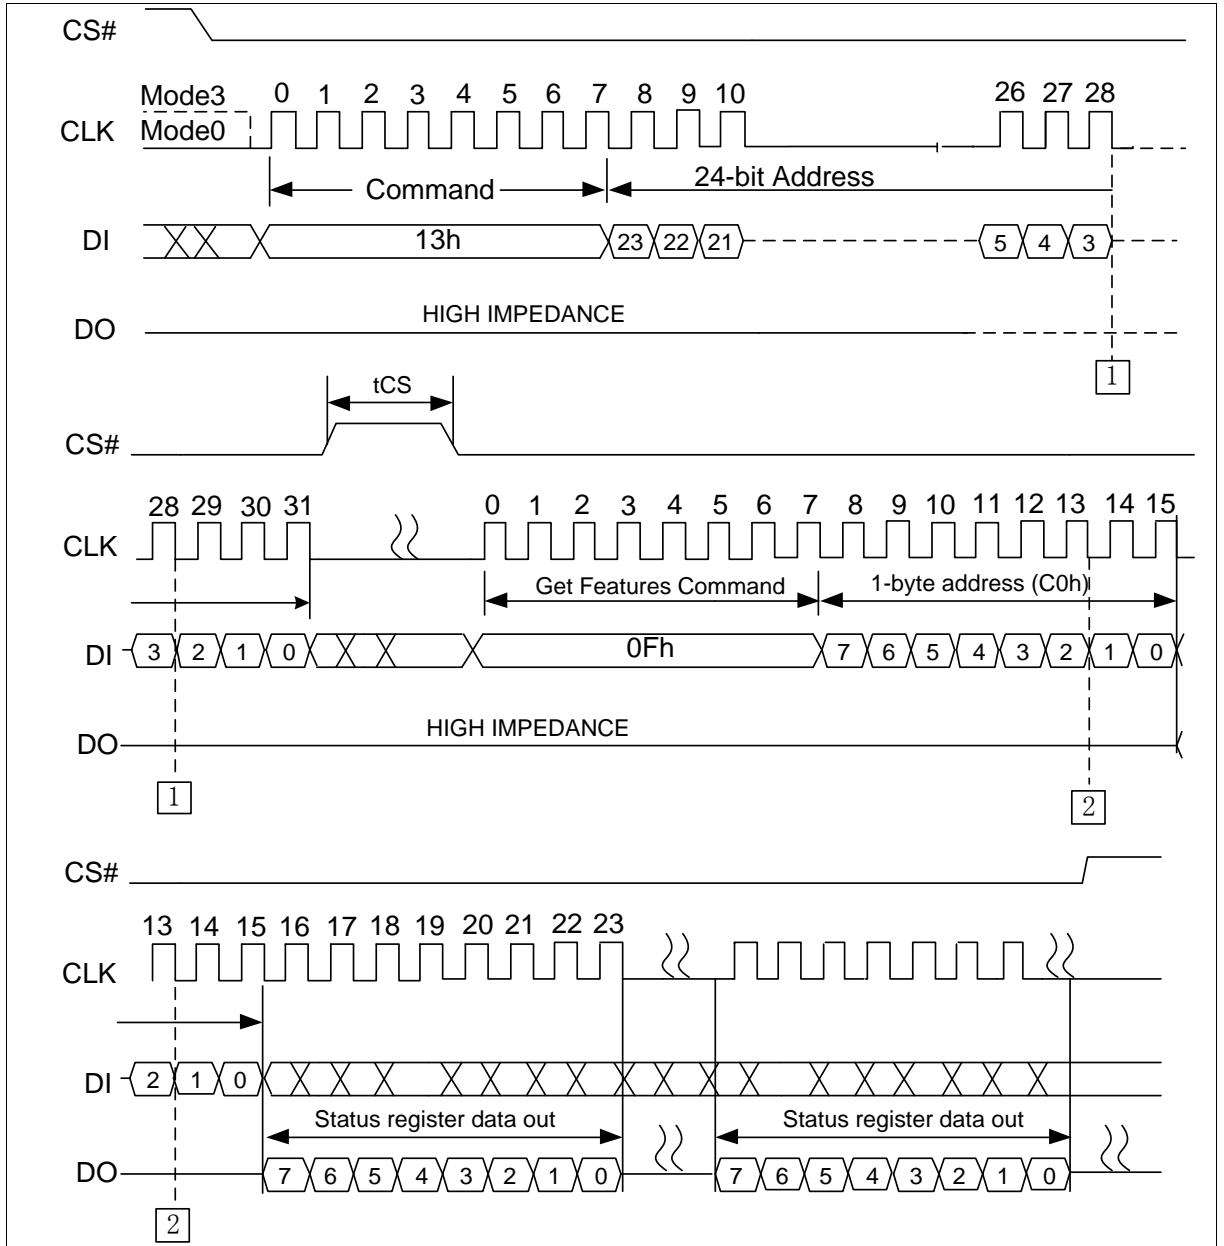 CS#
Mode3 0 1 2 3 4 5 6 7 8 9 10 26 27 28
CLK Mode0
Command 24-bit Address
DI 13h 23 22 21 5 4 3
HIGH IMPEDANCE
DO
1
tCS
CS#
28 29 30 31 0 1 2 3 4 5 6 7 8 9 10 11 12 13 14 15
CLK
Get Features Command 1-byte address (C0h)
DI 3 2 1 0 0Fh 7 6 5 4 3 2 1 0
HIGH IMPEDANCE
DO
1 2
CS#
13 14 15 16 17 18 19 20 21 22 23
CLK
DI 2 1 0
Status register data out Status register data out
DO 7 6 5 4 3 2 1 0 7 6 5 4 3 2 1 0
2